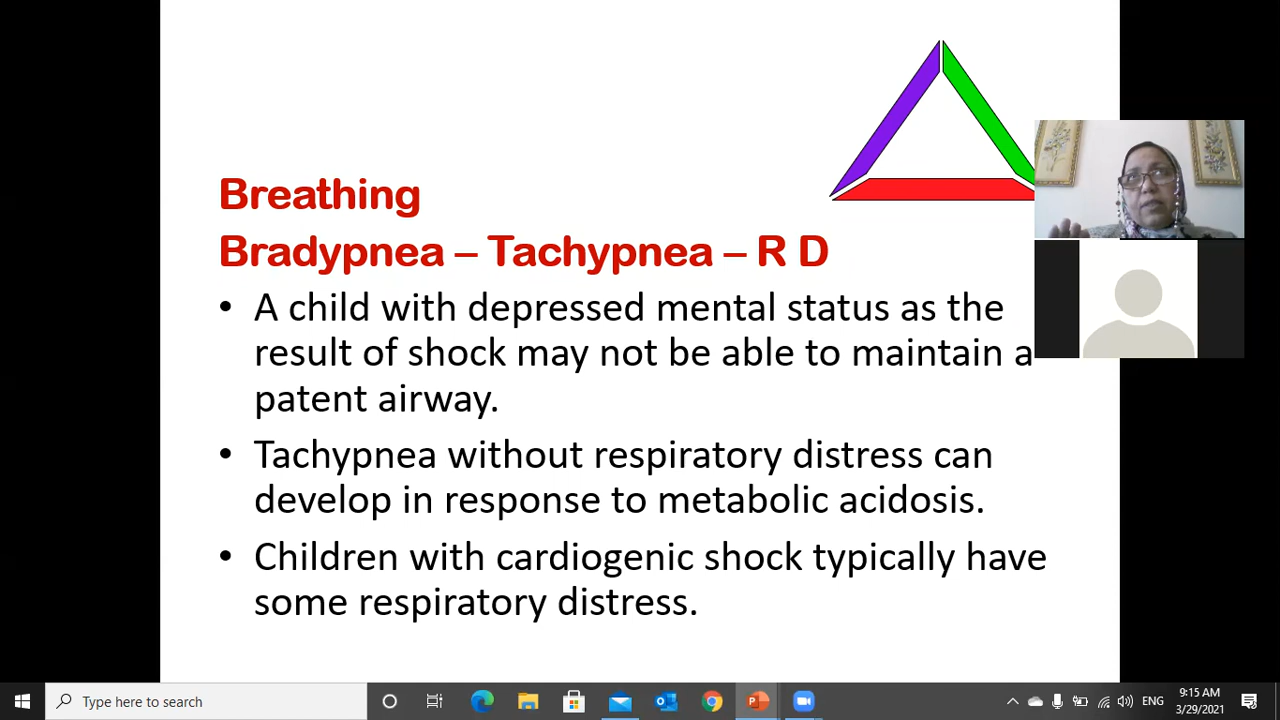 Breathing
Bradypnea – Tachypnea – R D
• A child with depressed mental status as the
result of shock may not be able to maintain a
patent airway.
• Tachypnea without respiratory distress can
develop in response to metabolic acidosis.
• Children with cardiogenic shock typically have
some respiratory distress.
Type here to search
ENG
9:15 AM
3/29/2021